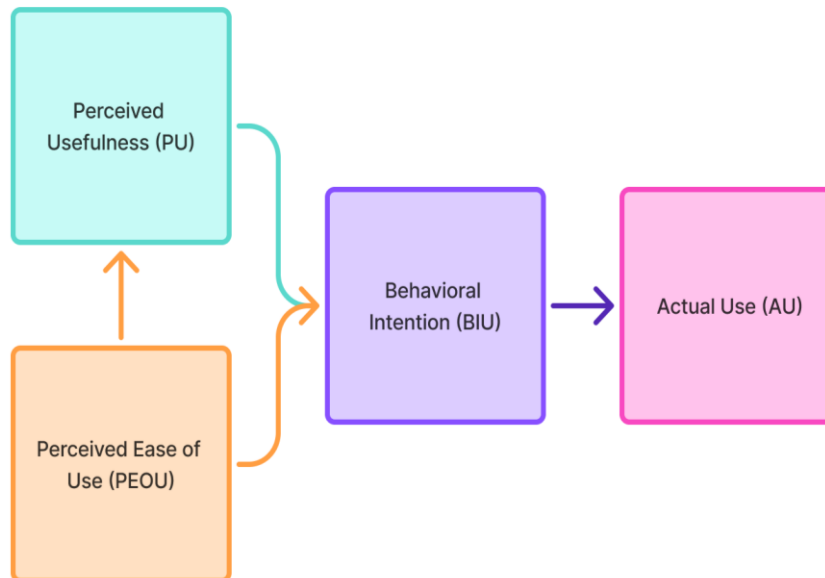 Perceived
Usefulness (PU)
Behavioral
Intention (BIU)
Actual Use (AU)
Perceived Ease of
Use (PEOU)